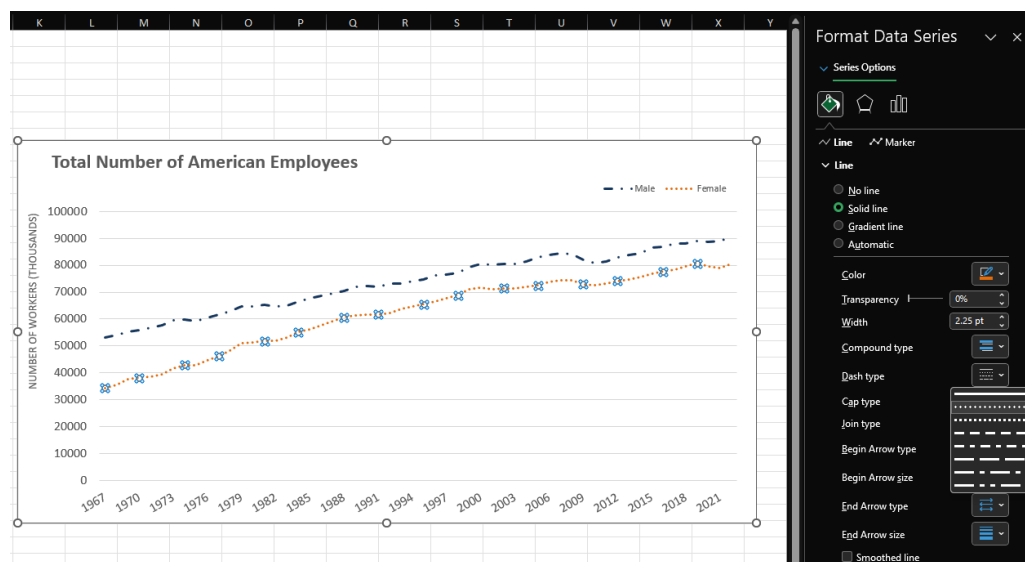 K L M N O P Q R S T U V W X Y
Total Number of American Employees
Male Female
NUMBER OF WORKERS (THOUSANDS)
100000
90000
80000
70000
60000
50000
40000
30000
20000
10000
0
1967 1970 1973 1976 1979 1982 1985 1988 1991 1994 1997 2000 2003 2006 2009 2012 2015 2018 2021
Format Data Series
Series Options
Line Marker
Line
No line
Solid line
Gradient line
Automatic
Color
Transparency 0%
Width 2.25 pt
Compound type
Dash type
Cap type
Join type
Begin Arrow type
Begin Arrow size
End Arrow type
End Arrow size
Smoothed line